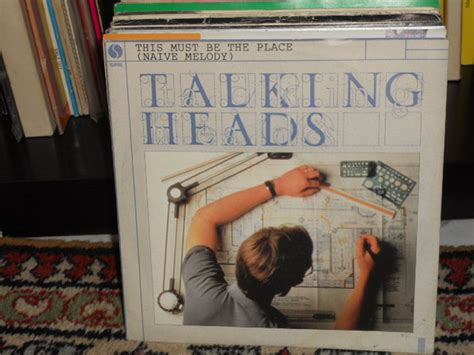 THIS MUST BE THE PLACE
(NAIVE MELODY)
TALKING
HEADS